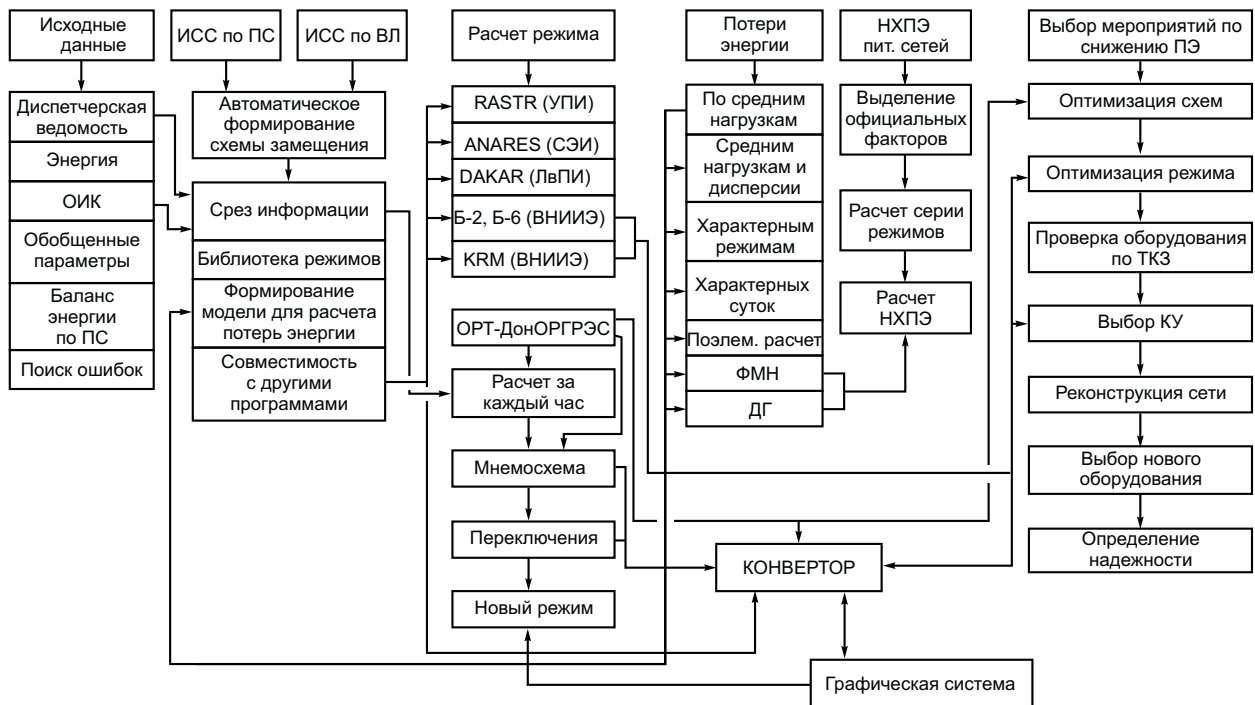 Исходные
данные
ИСС по ПС
ИСС по ВЛ
Расчет режима
Потери
энергии
НХПЭ
пит. сетей
Выбор мероприятий по
снижению ПЭ
Диспетчерская
ведомость
Энергия
ОИК
Обобщенные
параметры
Баланс
энергии
по ПС
Поиск ошибок
Автоматическое
формирование
схемы замещения
Срез информации
Библиотека режимов
Формирование
модели для расчета
потерь энергии
Совместимость
с другими
программами
RASTR (УПИ)
ANARES (СЭИ)
DAKAR (ЛвПИ)
Б-2, Б-6 (ВНИИЭ)
KRM (ВНИИЭ)
ОРТ-ДонОРГРЭС
Расчет за
каждый час
Мнемосхема
Переключения
Новый режим
По средним
нагрузкам
Средним
нагрузкам и
дисперсии
Характерным
режимам
Характерных
суток
Поэлем. расчет
ФМН
ДГ
Выделение
официальных
факторов
Расчет серии
режимов
Расчет
НХПЭ
Оптимизация схем
Оптимизация режима
Проверка оборудования
по ТКЗ
Выбор КУ
Реконструкция сети
Выбор нового
оборудования
Определение
надежности
КОНВЕРТОР
Графическая система